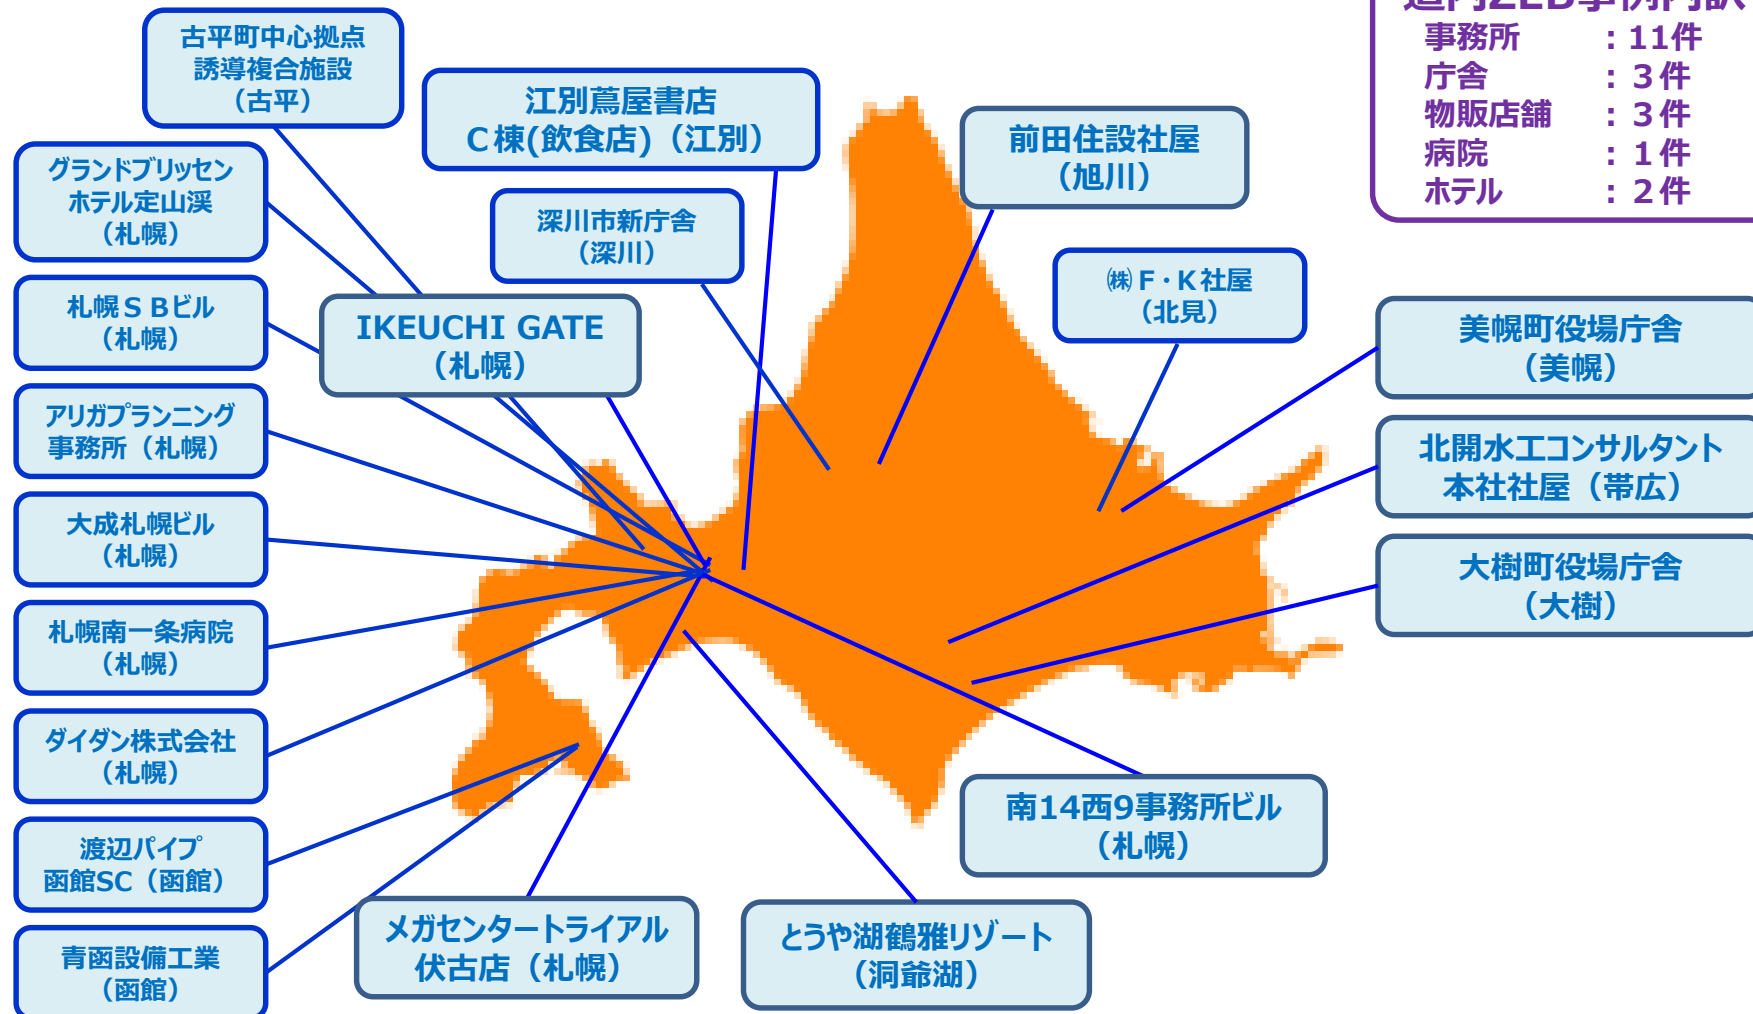 道内ZEB事例内訳
事務所 ：11件
庁舎 ：３件
物販店舗 ：３件
病院 ：１件
ホテル ：２件
古平町中心拠点
誘導複合施設
（古平）
江別蔦屋書店
Ｃ棟(飲食店)（江別）
前田住設社屋
（旭川）
グランドブリッセン
ホテル定山渓
（札幌）
深川市新庁舎
（深川）
㈱Ｆ・Ｋ社屋
（北見）
札幌ＳＢビル
（札幌）
IKEUCHI GATE
（札幌）
美幌町役場庁舎
（美幌）
アリガプランニング
事務所（札幌）
北開水工コンサルタント
本社社屋（帯広）
大成札幌ビル
（札幌）
大樹町役場庁舎
（大樹）
札幌南一条病院
（札幌）
ダイダン株式会社
（札幌）
南14西9事務所ビル
（札幌）
渡辺パイプ
函館SC（函館）
メガセンタートライアル
伏古店（札幌）
とうや湖鶴雅リゾート
（洞爺湖）
青函設備工業
（函館）